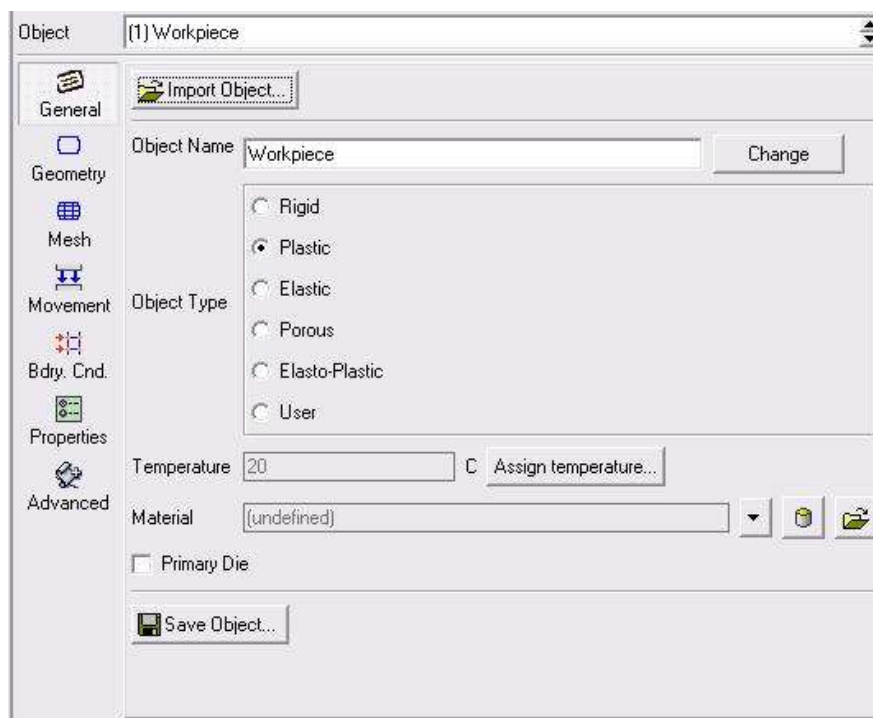 Object (1) Workpiece
General
Import Object...
Object Name Workpiece Change
Geometry
Mesh
Movement
Bdry. Cnd.
Properties
Advanced
Object Type
Rigid
Plastic
Elastic
Porous
Elasto-Plastic
User
Temperature 20 C Assign temperature...
Material (undefined)
Primary Die
Save Object...